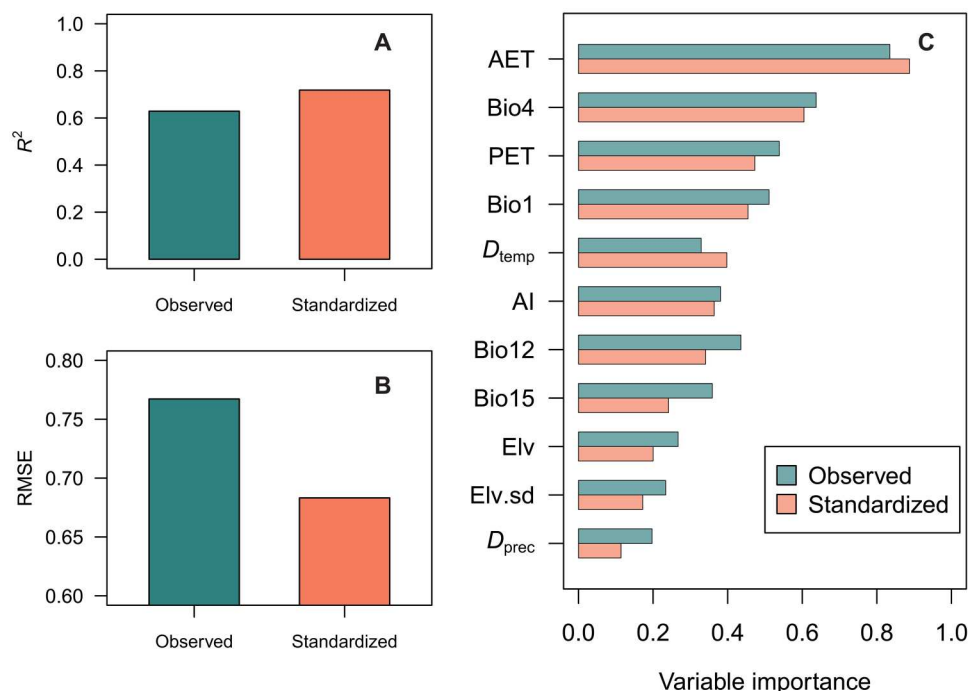 A
R²
1.0
0.8
0.6
0.4
0.2
0.0
Observed
Standardized
B
RMSE
0.80
0.75
0.70
0.65
0.60
Observed
Standardized
C
AET
Bio4
PET
Bio1
Dtemp
AI
Bio12
Bio15
Elv
Elv.sd
Dprec
Observed
Standardized
0.0 0.2 0.4 0.6 0.8 1.0
Variable importance